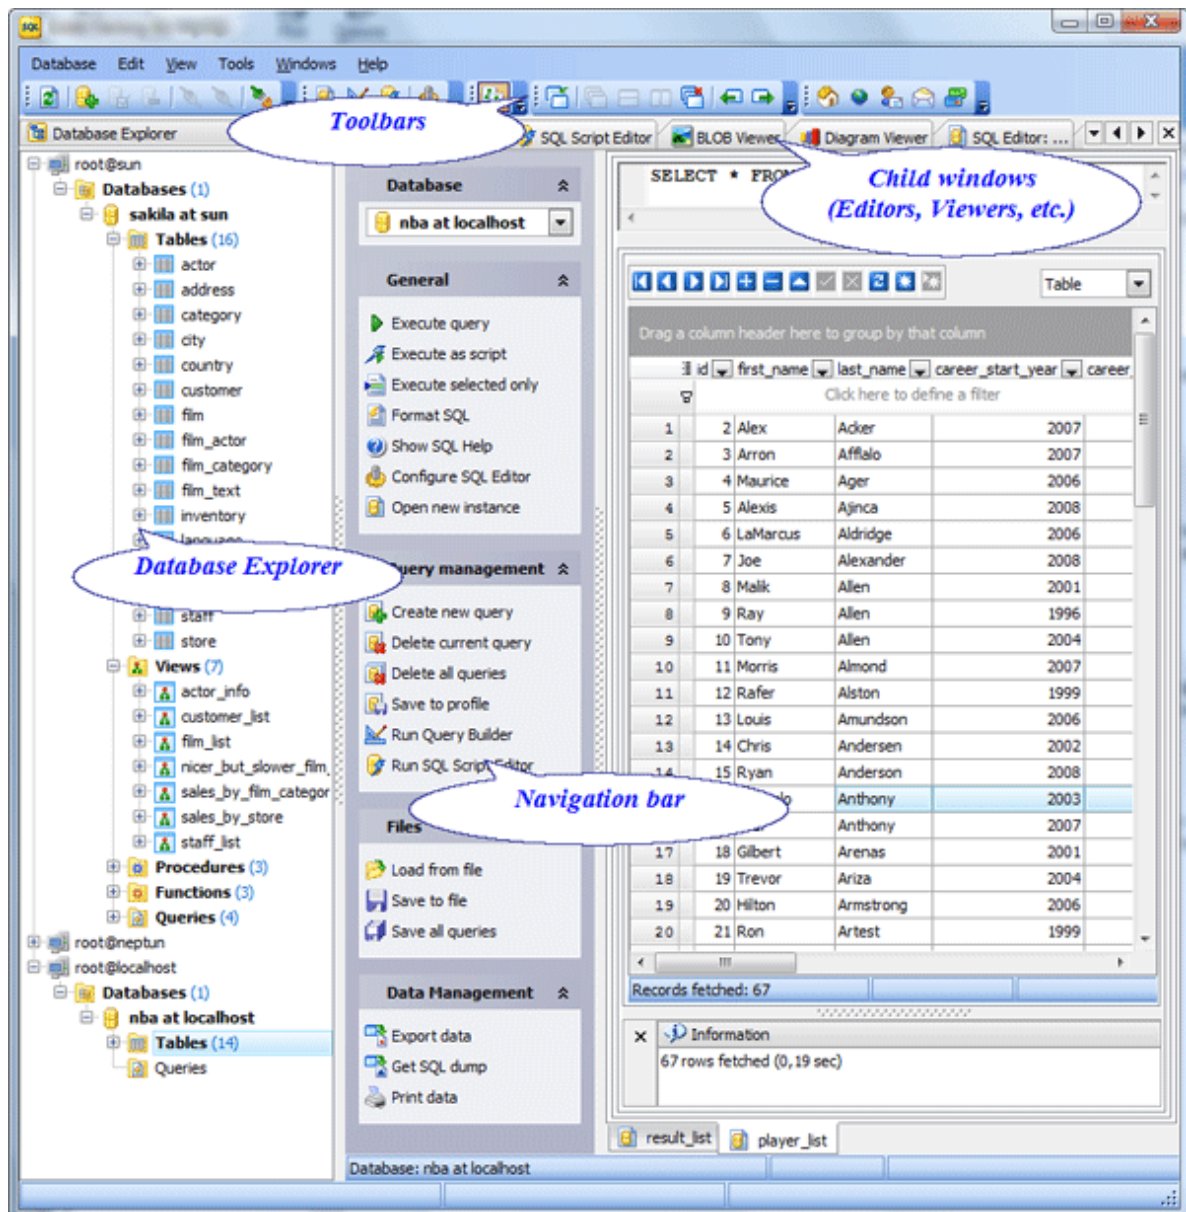 SQL
Database Edit View Tools Windows Help
Toolbars
Database Explorer
SQL Script Editor
BLOB Viewer
Diagram Viewer
SQL Editor: ...
root@sun
Databases (1)
sakila at sun
Tables (16)
actor
address
category
city
country
customer
film
film_actor
film_category
film_text
inventory
language
Database Explorer
staff
store
Views (7)
actor_info
customer_list
film_list
nicer_but_slower_film_
sales_by_film_categor
sales_by_store
staff_list
Procedures (3)
Functions (3)
Queries (4)
root@neptun
root@localhost
Databases (1)
nba at localhost
Tables (14)
Queries
Database
nba at localhost
General
Execute query
Execute as script
Execute selected only
Format SQL
Show SQL Help
Configure SQL Editor
Open new instance
Query management
Create new query
Delete current query
Delete all queries
Save to profile
Run Query Builder
Run SQL Script Editor
Navigation bar
Files
Load from file
Save to file
Save all queries
Data Management
Export data
Get SQL dump
Print data
SELECT * FROM
Child windows
(Editors, Viewers, etc.)
Table
Drag a column header here to group by that column
id first_name last_name career_start_year career_
Click here to define a filter
1 2 Alex Acker 2007
2 3 Arron Afflalo 2007
3 4 Maurice Ager 2006
4 5 Alexis Ajinca 2008
5 6 LaMarcus Aldridge 2006
6 7 Joe Alexander 2008
7 8 Malik Allen 2001
8 9 Ray Allen 1996
9 10 Tony Allen 2004
10 11 Morris Almond 2007
11 12 Rafer Alston 1999
12 13 Louis Amundson 2006
13 14 Chris Andersen 2002
14 15 Ryan Anderson 2008
Anthony 2003
Anthony 2007
17 18 Gilbert Arenas 2001
18 19 Trevor Ariza 2004
19 20 Hilton Armstrong 2006
20 21 Ron Artest 1999
Records fetched: 67
Information
67 rows fetched (0,19 sec)
result_list
player_list
Database: nba at localhost